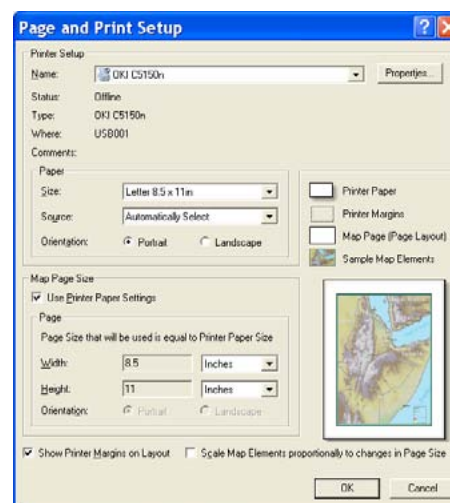 Page and Print Setup
Printer Setup
Name: OKI C5150n Properties...
Status: Offline
Type: OKI C5150n
Where: USB001
Comments:
Paper
Size: Letter 8.5 x 11in
Source: Automatically Select
Orientation: Portrait Landscape
Printer Paper
Printer Margins
Map Page (Page Layout)
Sample Map Elements
Map Page Size
Use Printer Paper Settings
Page
Page Size that will be used is equal to Printer Paper Size
Width: 8.5 Inches
Height: 11 Inches
Orientation: Portrait Landscape
Show Printer Margins on Layout Scale Map Elements proportionally to changes in Page Size
OK Cancel